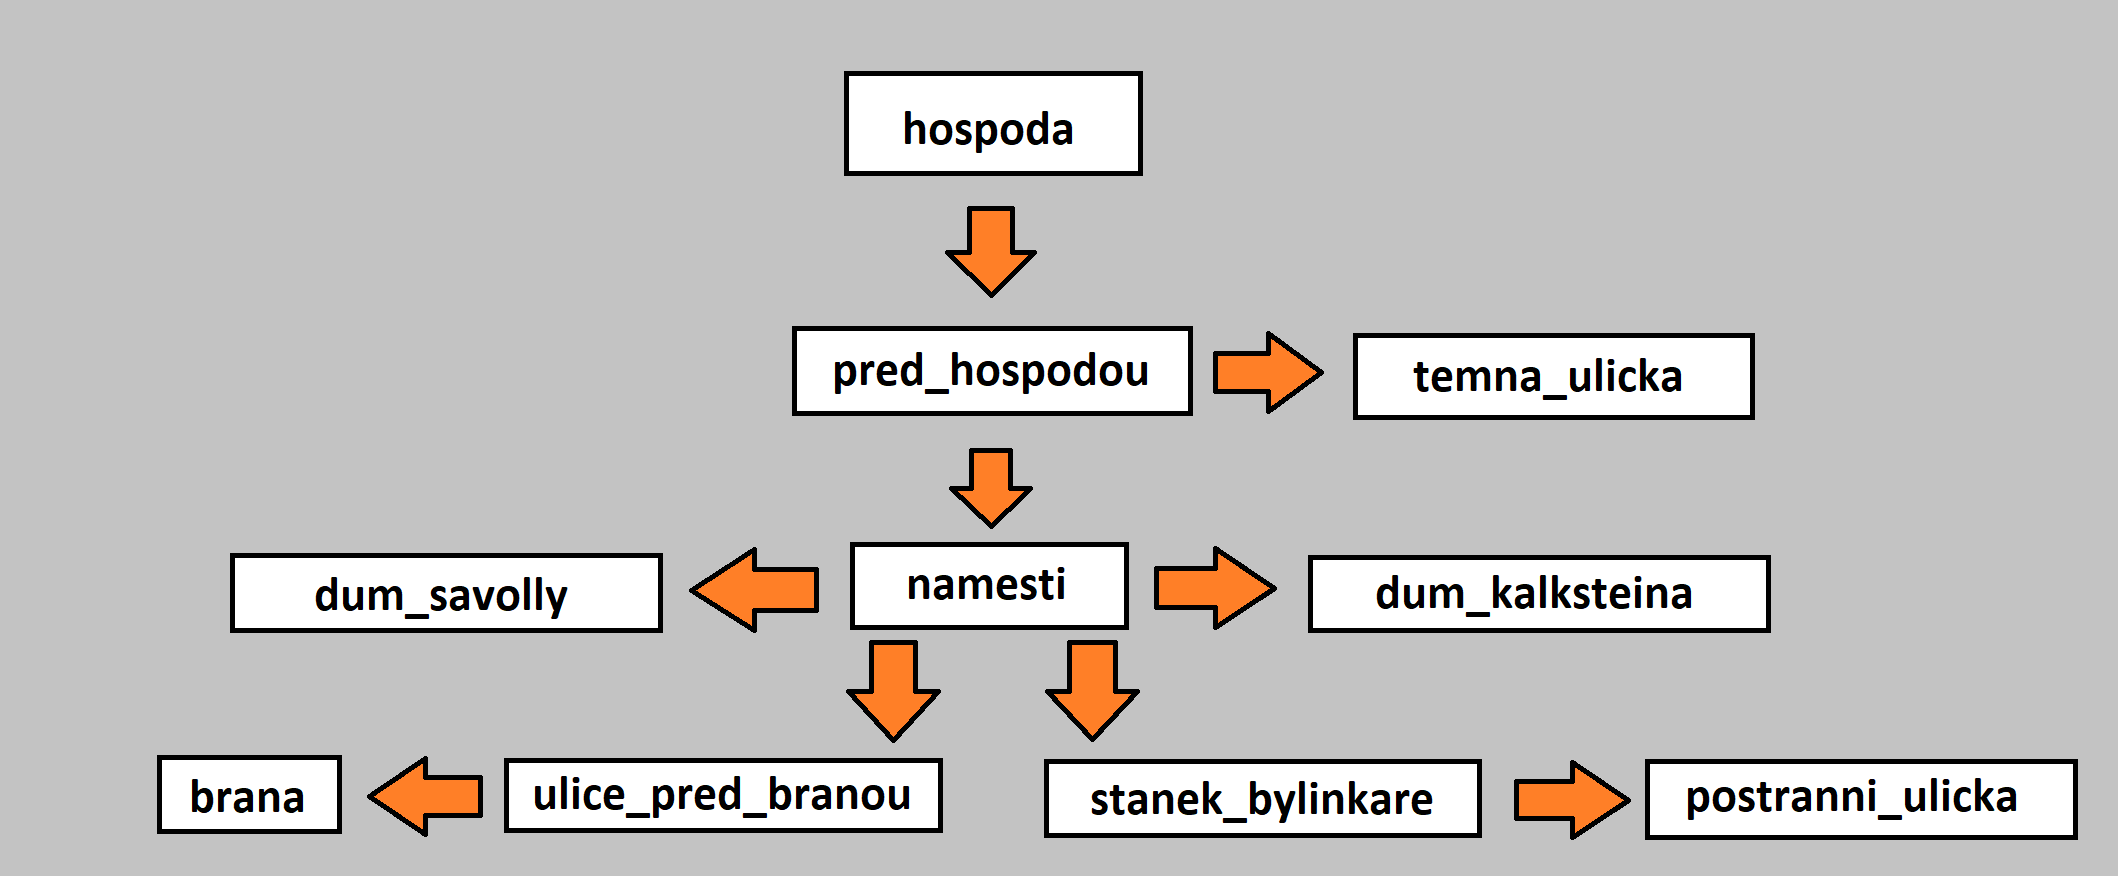 hospoda
pred_hospodou
temna_ulicka
dum_savolly
namesti
dum_kalksteina
brana
ulice_pred_branou
stanek_bylinkare
postranni_ulicka